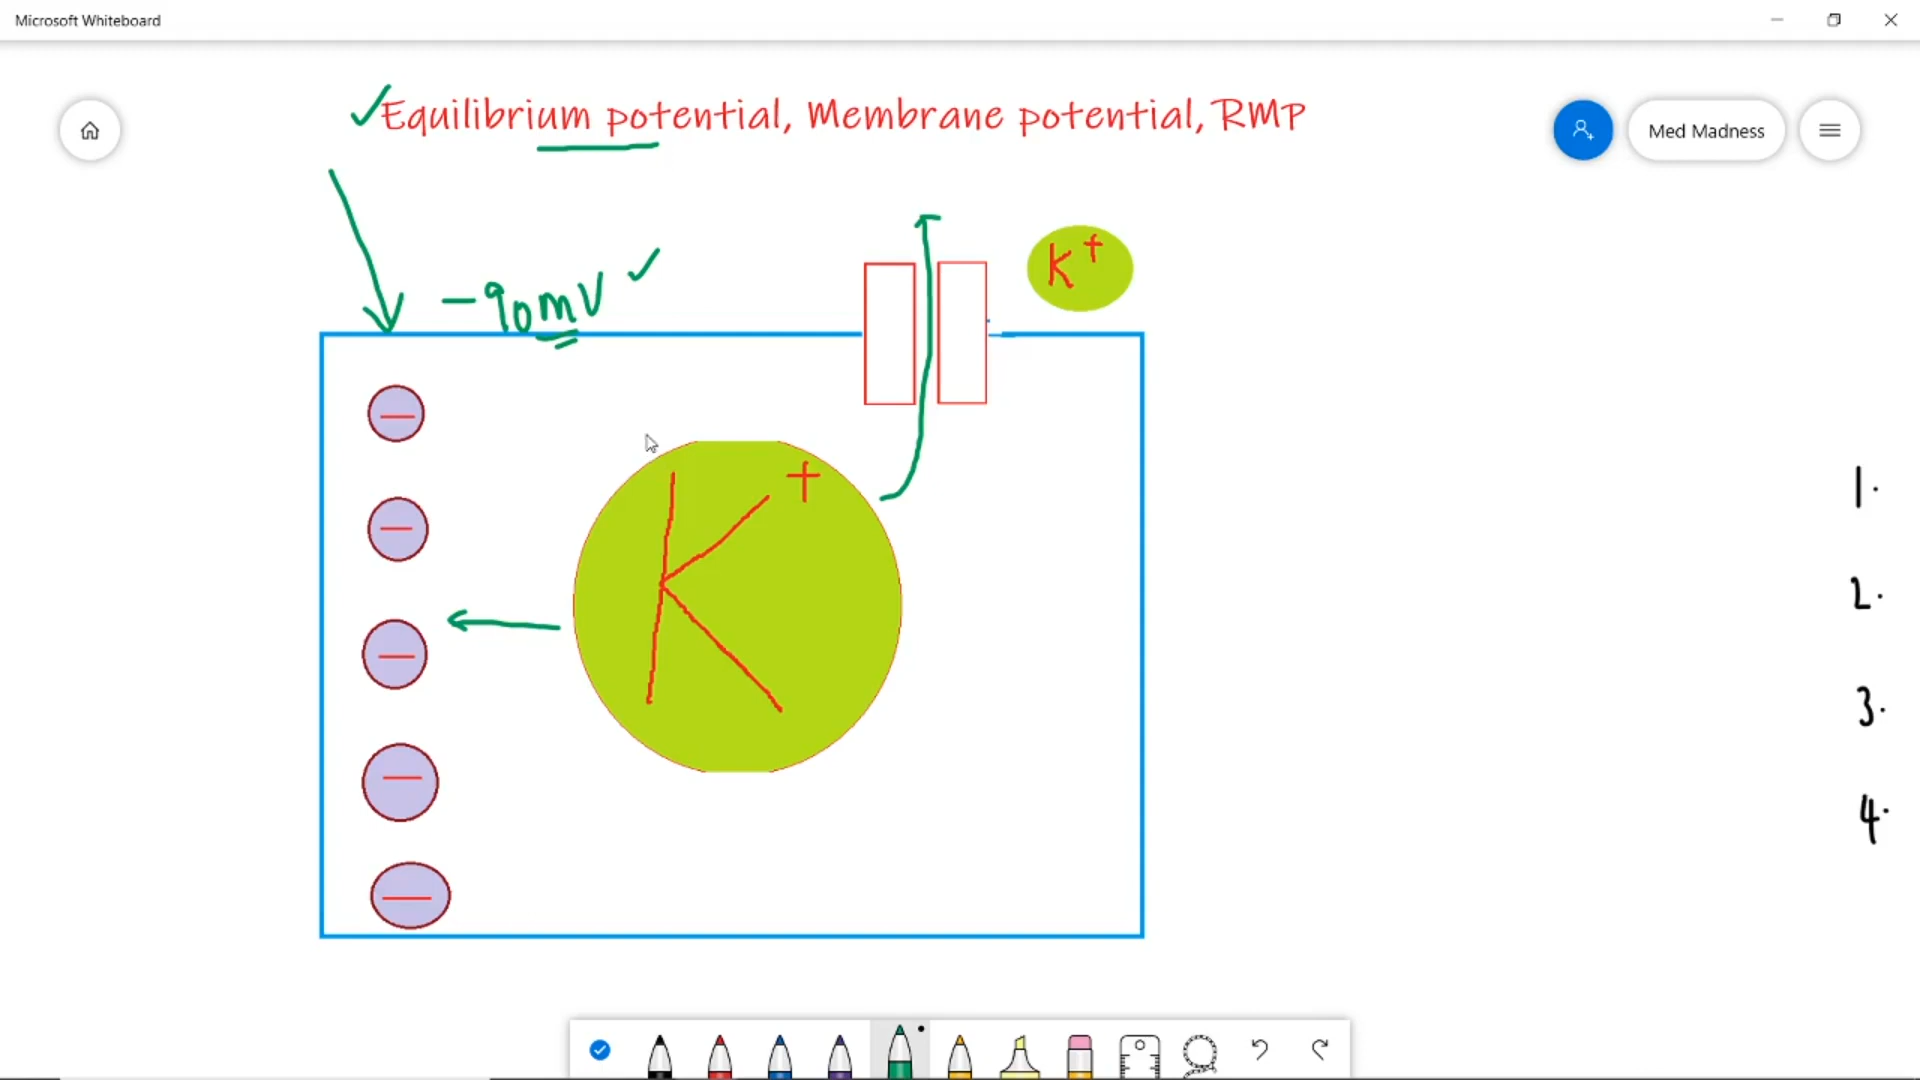 Microsoft Whiteboard
Equilibrium potential, Membrane potential, RMP
Med Madness
K+
-90mV
K+
1.
2.
3.
4.